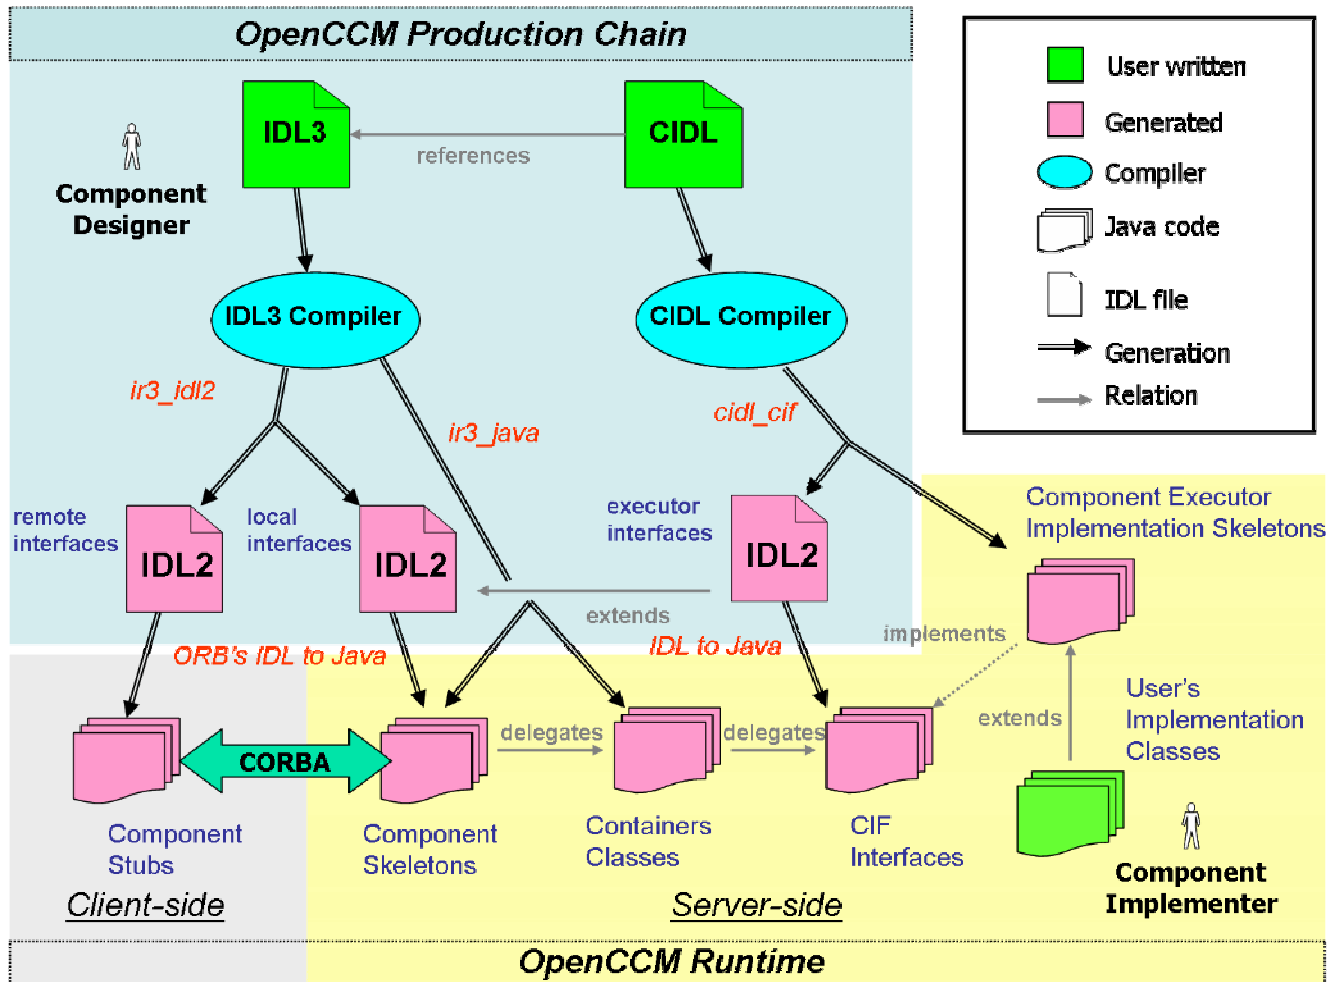 OpenCCM Production Chain
User written
Generated
Compiler
Java code
IDL file
Generation
Relation
IDL3
CIDL
references
Component
Designer
IDL3 Compiler
CIDL Compiler
ir3_idl2
ir3_java
cidl_cif
remote
interfaces
local
interfaces
executor
interfaces
Component Executor
Implementation Skeletons
IDL2
IDL2
IDL2
extends
implements
ORB's IDL to Java
IDL to Java
User's
Implementation
Classes
extends
delegates
delegates
CORBA
Component
Stubs
Component
Skeletons
Containers
Classes
CIF
Interfaces
Component
Implementer
Client-side
Server-side
OpenCCM Runtime